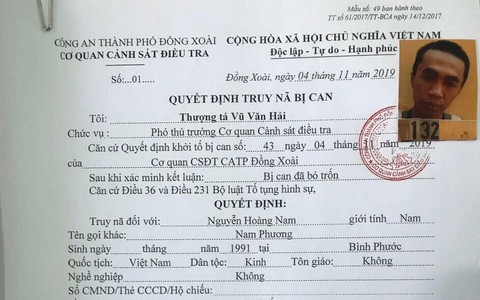 Mẫu số: 49 ban hành theo
TT số 61/2017/TT-BCA ngày 14/12/2017
CÔNG AN THÀNH PHỐ ĐỒNG XOÀI
CƠ QUAN CẢNH SÁT ĐIỀU TRA
CỘNG HÒA XÃ HỘI CHỦ NGHĨA VIỆT NAM
Độc lập - Tự do - Hạnh phúc
Số:..01.....
Đồng Xoài, ngày 04 tháng 11 năm 2019
QUYẾT ĐỊNH TRUY NÃ BỊ CAN
Tôi: Thượng tá Vũ Văn Hải
Chức vụ: Phó thủ trưởng Cơ quan Cảnh sát điều tra
Căn cứ Quyết định khởi tố bị can số: 43 ngày 04 tháng 11 năm 2019
của Cơ quan CSĐT CATP Đồng Xoài
Sau khi xác minh kết luận: Bị can đã bỏ trốn
Căn cứ Điều 36 và Điều 231 Bộ luật Tố tụng hình sự,
QUYẾT ĐỊNH:
Truy nã đối với: Nguyễn Hoàng Nam giới tính Nam
Tên gọi khác: Nam Phương
Sinh ngày tháng năm 1991 tại Bình Phước
Quốc tịch: Việt Nam Dân tộc: Kinh Tôn giáo: Không
Nghề nghiệp Không
Số CMND/Thẻ CCCD/Hộ chiếu:
132